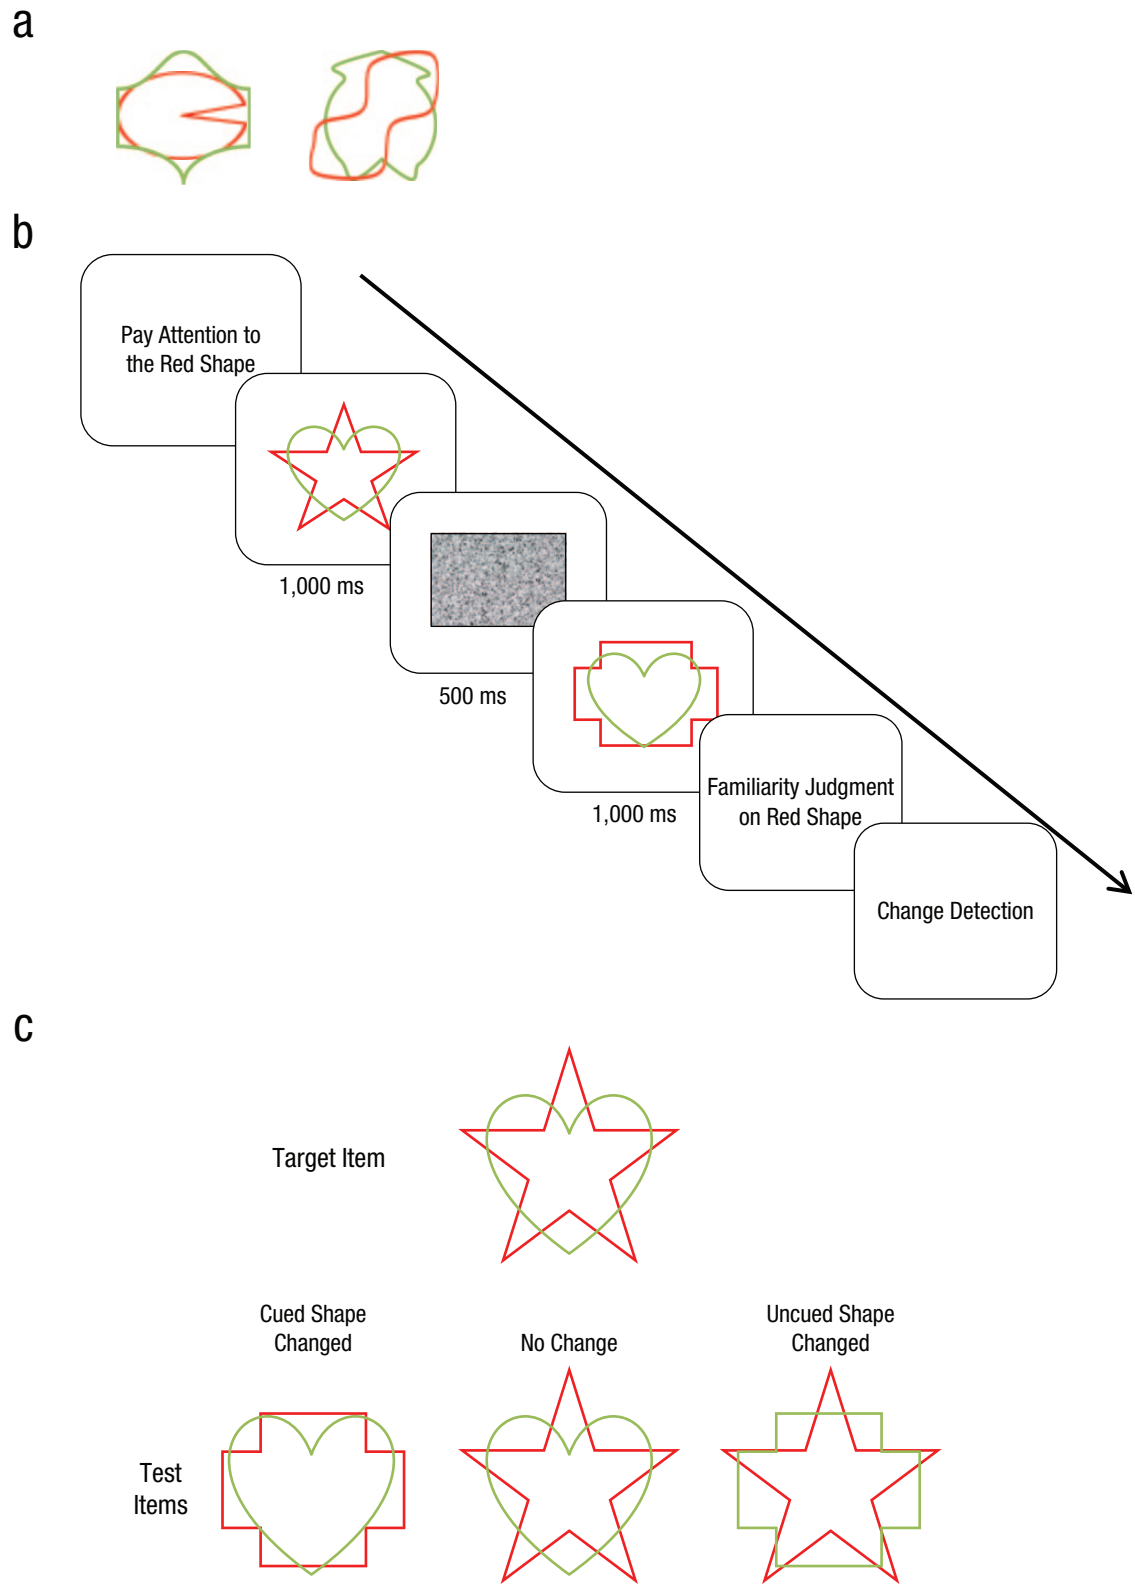 a
b
Pay Attention to
the Red Shape
1,000 ms
500 ms
1,000 ms
Familiarity Judgment
on Red Shape
Change Detection
c
Target Item
Cued Shape
Changed
No Change
Uncued Shape
Changed
Test
Items